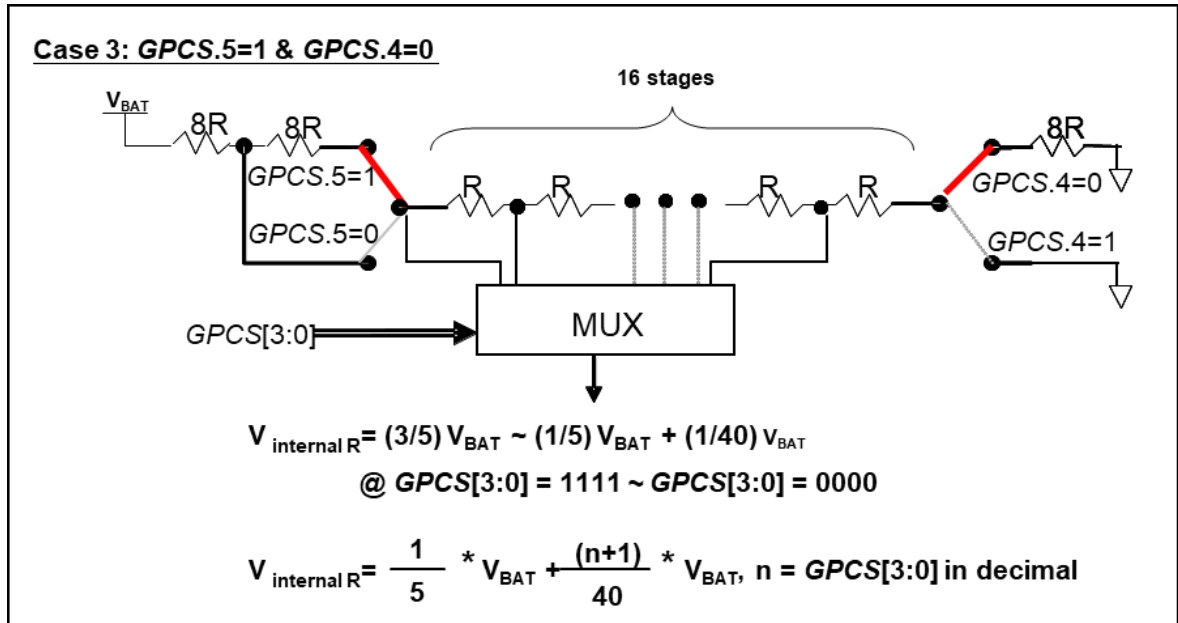 Case 3: GPCS.5=1 & GPCS.4=0
16 stages
VBAT
8R 8R 8R
GPCS.5=1 GPCS.4=0
R R R R
GPCS.5=0 GPCS.4=1
MUX
GPCS[3:0]
V internal R= (3/5) VBAT ~ (1/5) VBAT + (1/40) VBAT
@ GPCS[3:0] = 1111 ~ GPCS[3:0] = 0000
V internal R= 1/5 * VBAT + (n+1)/40 * VBAT, n = GPCS[3:0] in decimal